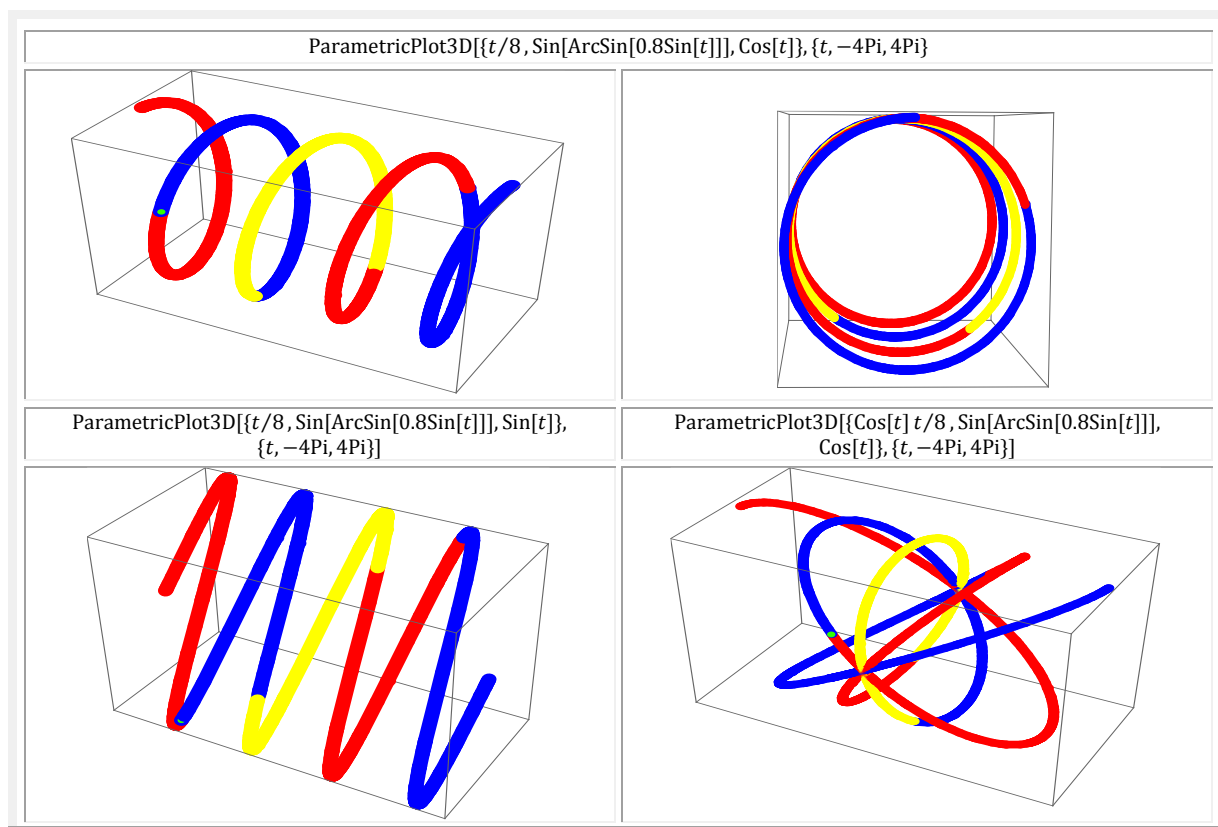 ParametricPlot3D[{t/8 , Sin[ArcSin[0.8Sin[t]]], Cos[t]}, {t, −4Pi, 4Pi}
ParametricPlot3D[{t/8 , Sin[ArcSin[0.8Sin[t]]], Sin[t]},
{t, −4Pi, 4Pi}]
ParametricPlot3D[{Cos[t] t/8 , Sin[ArcSin[0.8Sin[t]]],
Cos[t]}, {t, −4Pi, 4Pi}]